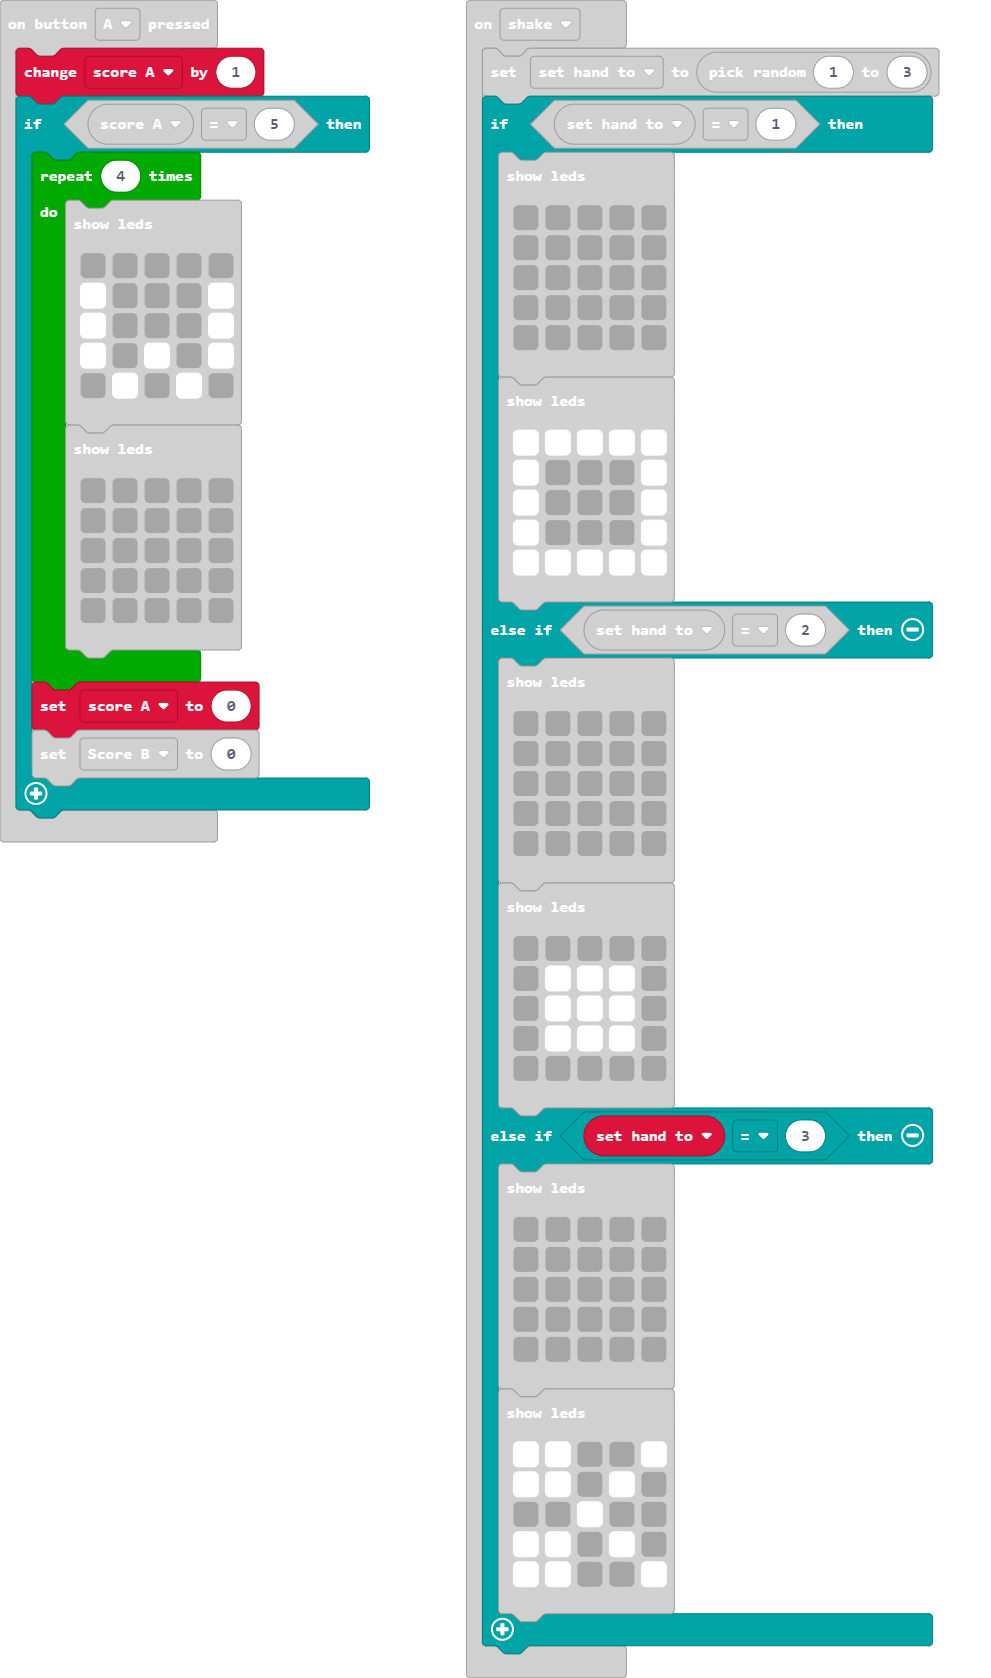 on button A pressed
change score A by 1
if score A = 5 then
repeat 4 times
do
show leds
show leds
set score A to 0
set Score B to 0
on shake
set set hand to to pick random 1 to 3
if set hand to = 1 then
show leds
show leds
else if set hand to = 2 then
show leds
show leds
else if set hand to = 3 then
show leds
show leds